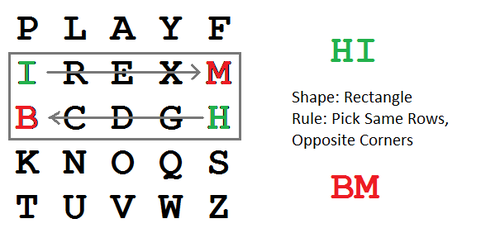 P L A Y F
I R E X M
B C D G H
K N O Q S
T U V W Z
HI
Shape: Rectangle
Rule: Pick Same Rows,
Opposite Corners
BM